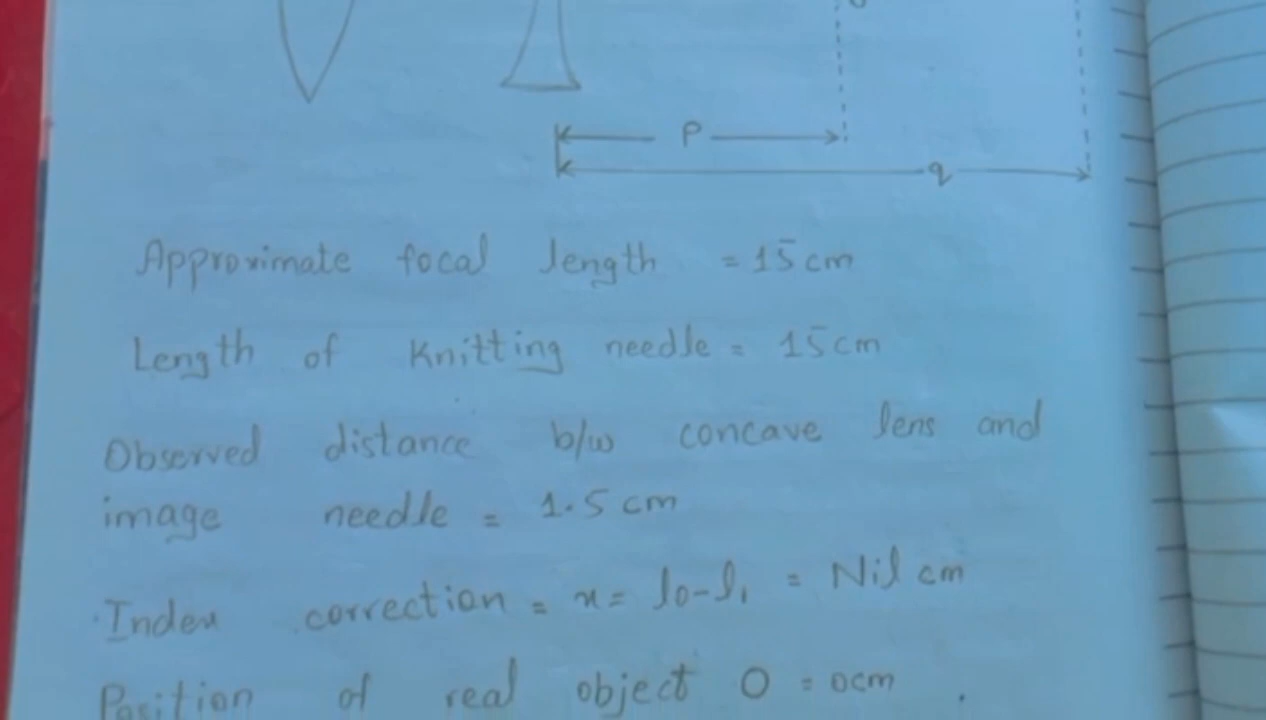 P
q
Approximate focal length = 15 cm
Length of Knitting needle = 15 cm
Observed distance b/w concave lens and
image needle = 1.5 cm
Index correction = x = l0-l1 = Nil cm
Position of real object O = 0cm .